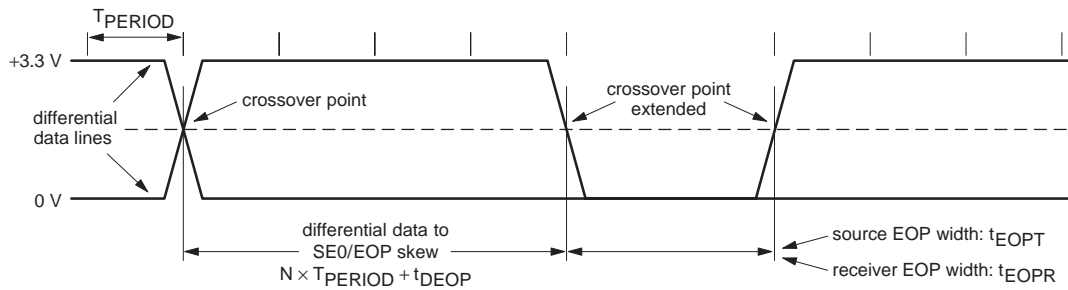 TPERIOD
+3.3 V
crossover point
crossover point
extended
differential
data lines
0 V
differential data to
SE0/EOP skew
N × TPERIOD + tDEOP
source EOP width: tEOPT
receiver EOP width: tEOPR